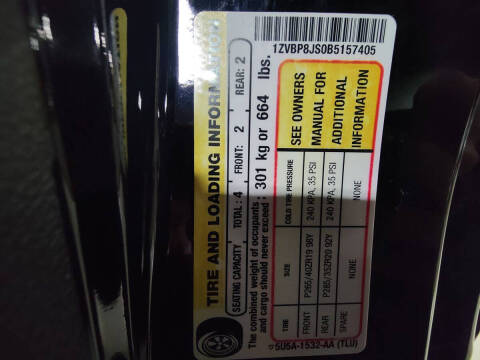 1ZVBP8JS0B5157405
TIRE AND LOADING INFORMATION
SEATING CAPACITY TOTAL: 4 FRONT: 2 REAR: 2
The combined weight of occupants and cargo should never exceed: 301 kg or 664 lbs.
TIRE SIZE COLD TIRE PRESSURE
FRONT P265/40ZR19 98Y 240 KPA, 35 PSI
REAR P285/35ZR20 92Y 240 KPA, 35 PSI
SPARE NONE NONE
SEE OWNERS
MANUAL FOR
ADDITIONAL
INFORMATION
5U5A-1532-AA (TLU)